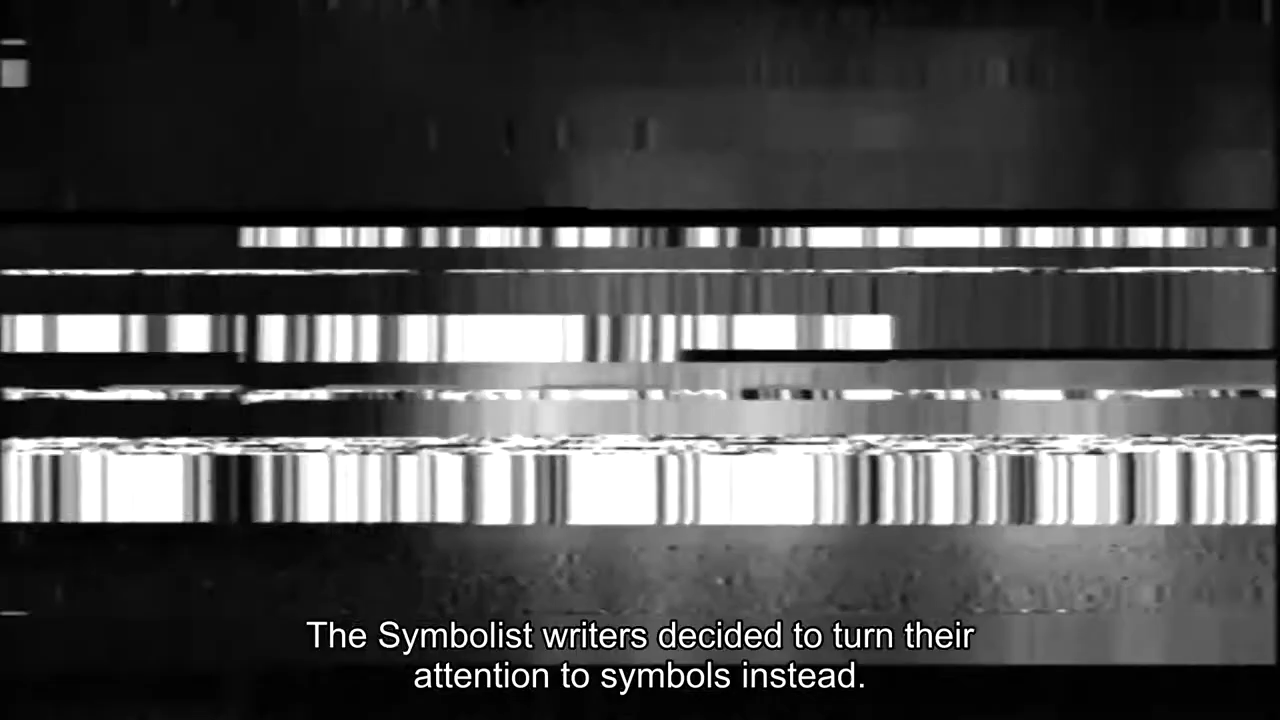 The Symbolist writers decided to turn their
attention to symbols instead.